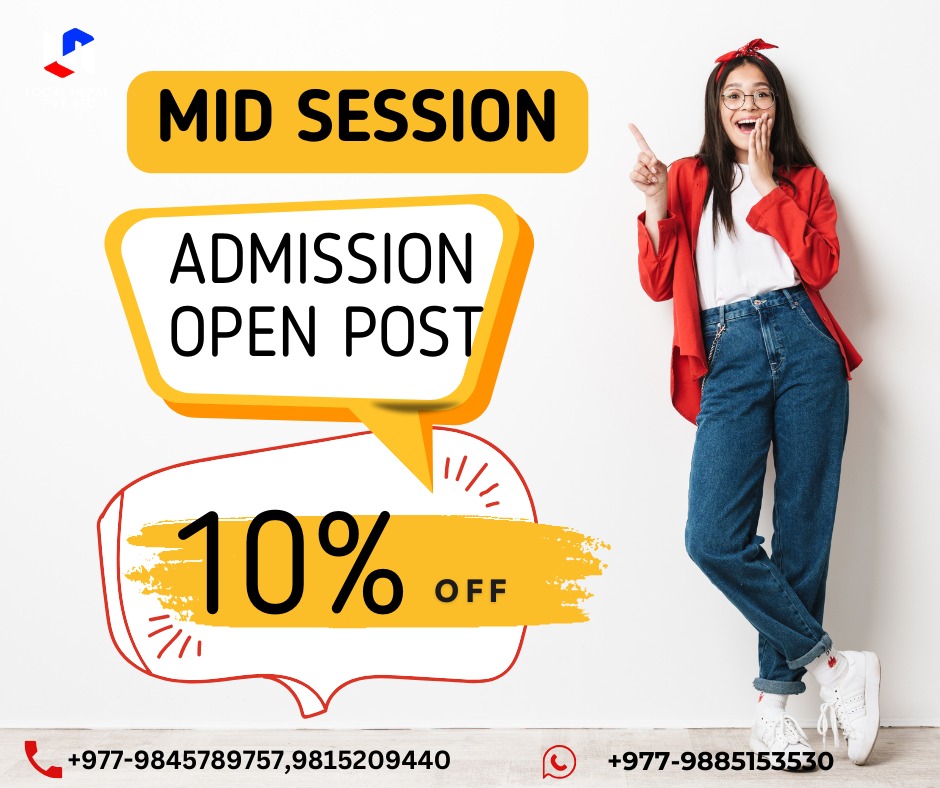 MID SESSION
ADMISSION
OPEN POST
10% OFF
+977-9845789757,9815209440
+977-9885153530